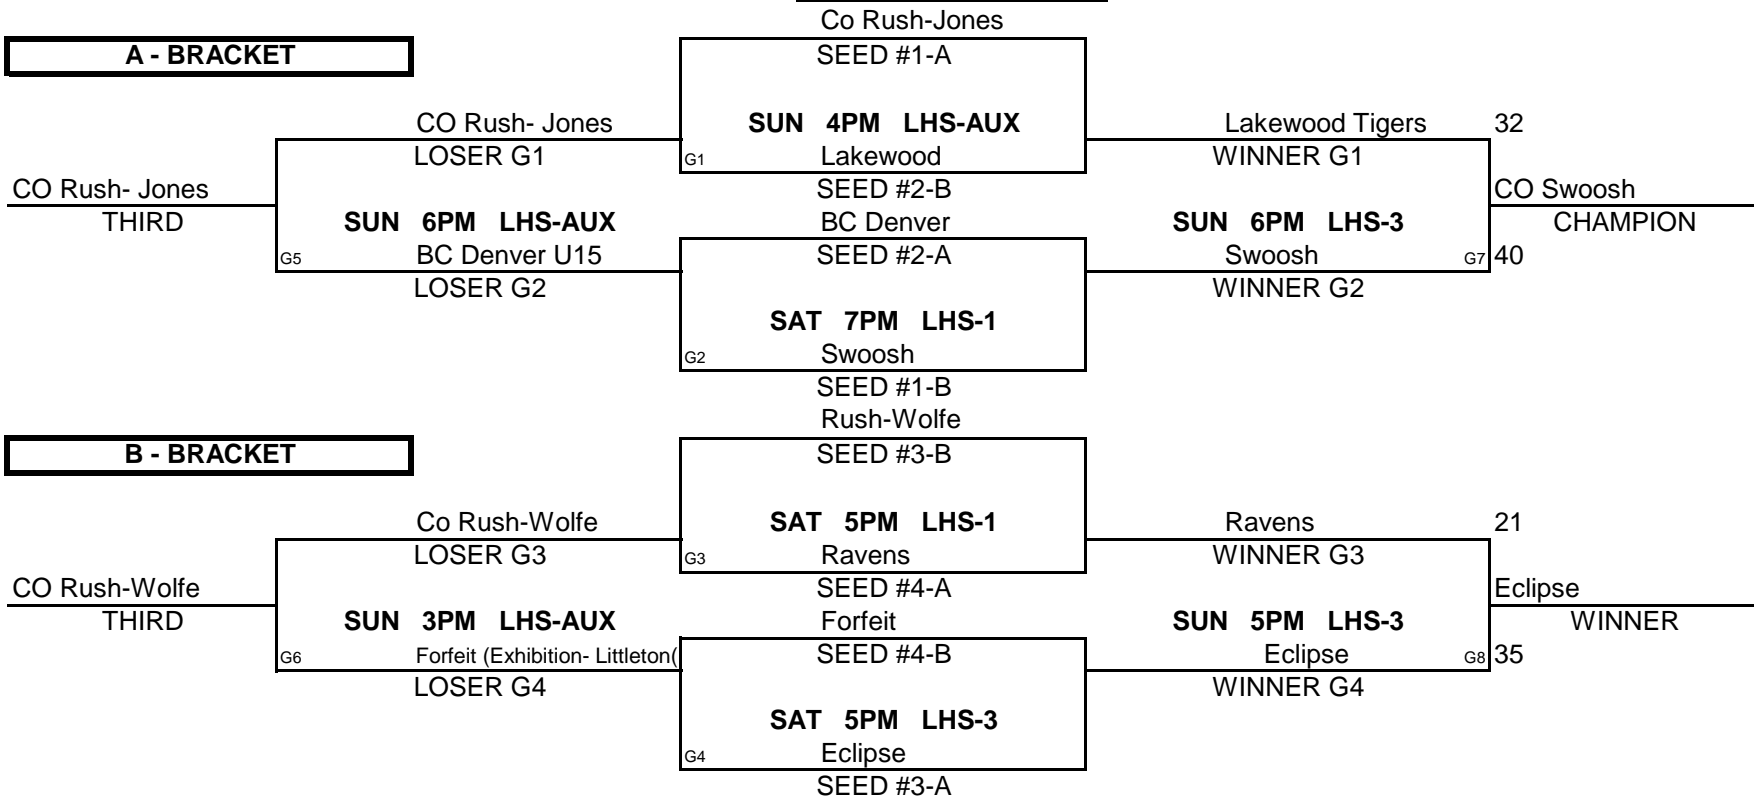 Co Rush-Jones
A - BRACKET
SEED #1-A
CO Rush- Jones
SUN 4PM LHS-AUX
Lakewood Tigers
32
LOSER G1
G1
Lakewood
WINNER G1
CO Rush- Jones
SEED #2-B
CO Swoosh
THIRD
SUN 6PM LHS-AUX
BC Denver
SUN 6PM LHS-3
CHAMPION
G5
BC Denver U15
SEED #2-A
Swoosh
G7
40
LOSER G2
WINNER G2
SAT 7PM LHS-1
G2
Swoosh
SEED #1-B
Rush-Wolfe
B - BRACKET
SEED #3-B
Co Rush-Wolfe
SAT 5PM LHS-1
Ravens
21
LOSER G3
G3
Ravens
WINNER G3
CO Rush-Wolfe
SEED #4-A
Eclipse
THIRD
SUN 3PM LHS-AUX
Forfeit
SUN 5PM LHS-3
WINNER
G6
Forfeit (Exhibition- Littleton(
SEED #4-B
Eclipse
G8
35
LOSER G4
WINNER G4
SAT 5PM LHS-3
G4
Eclipse
SEED #3-A